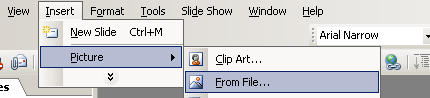 View Insert Format Tools Slide Show Window Help
New Slide Ctrl+M
Arial Narrow
Picture
Clip Art...
From File...
es